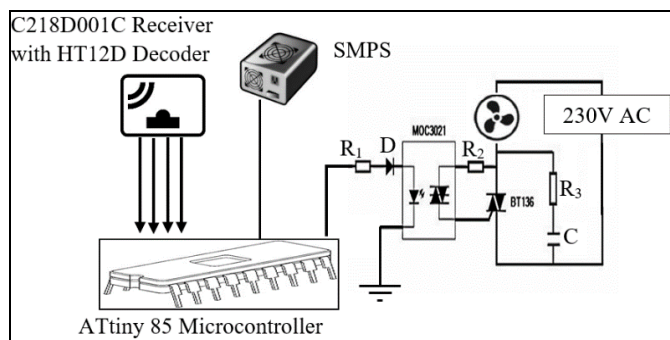 C218D001C Receiver
with HT12D Decoder
SMPS
MOC3021
230V AC
R1
D
R2
BT136
R3
C
ATtiny 85 Microcontroller